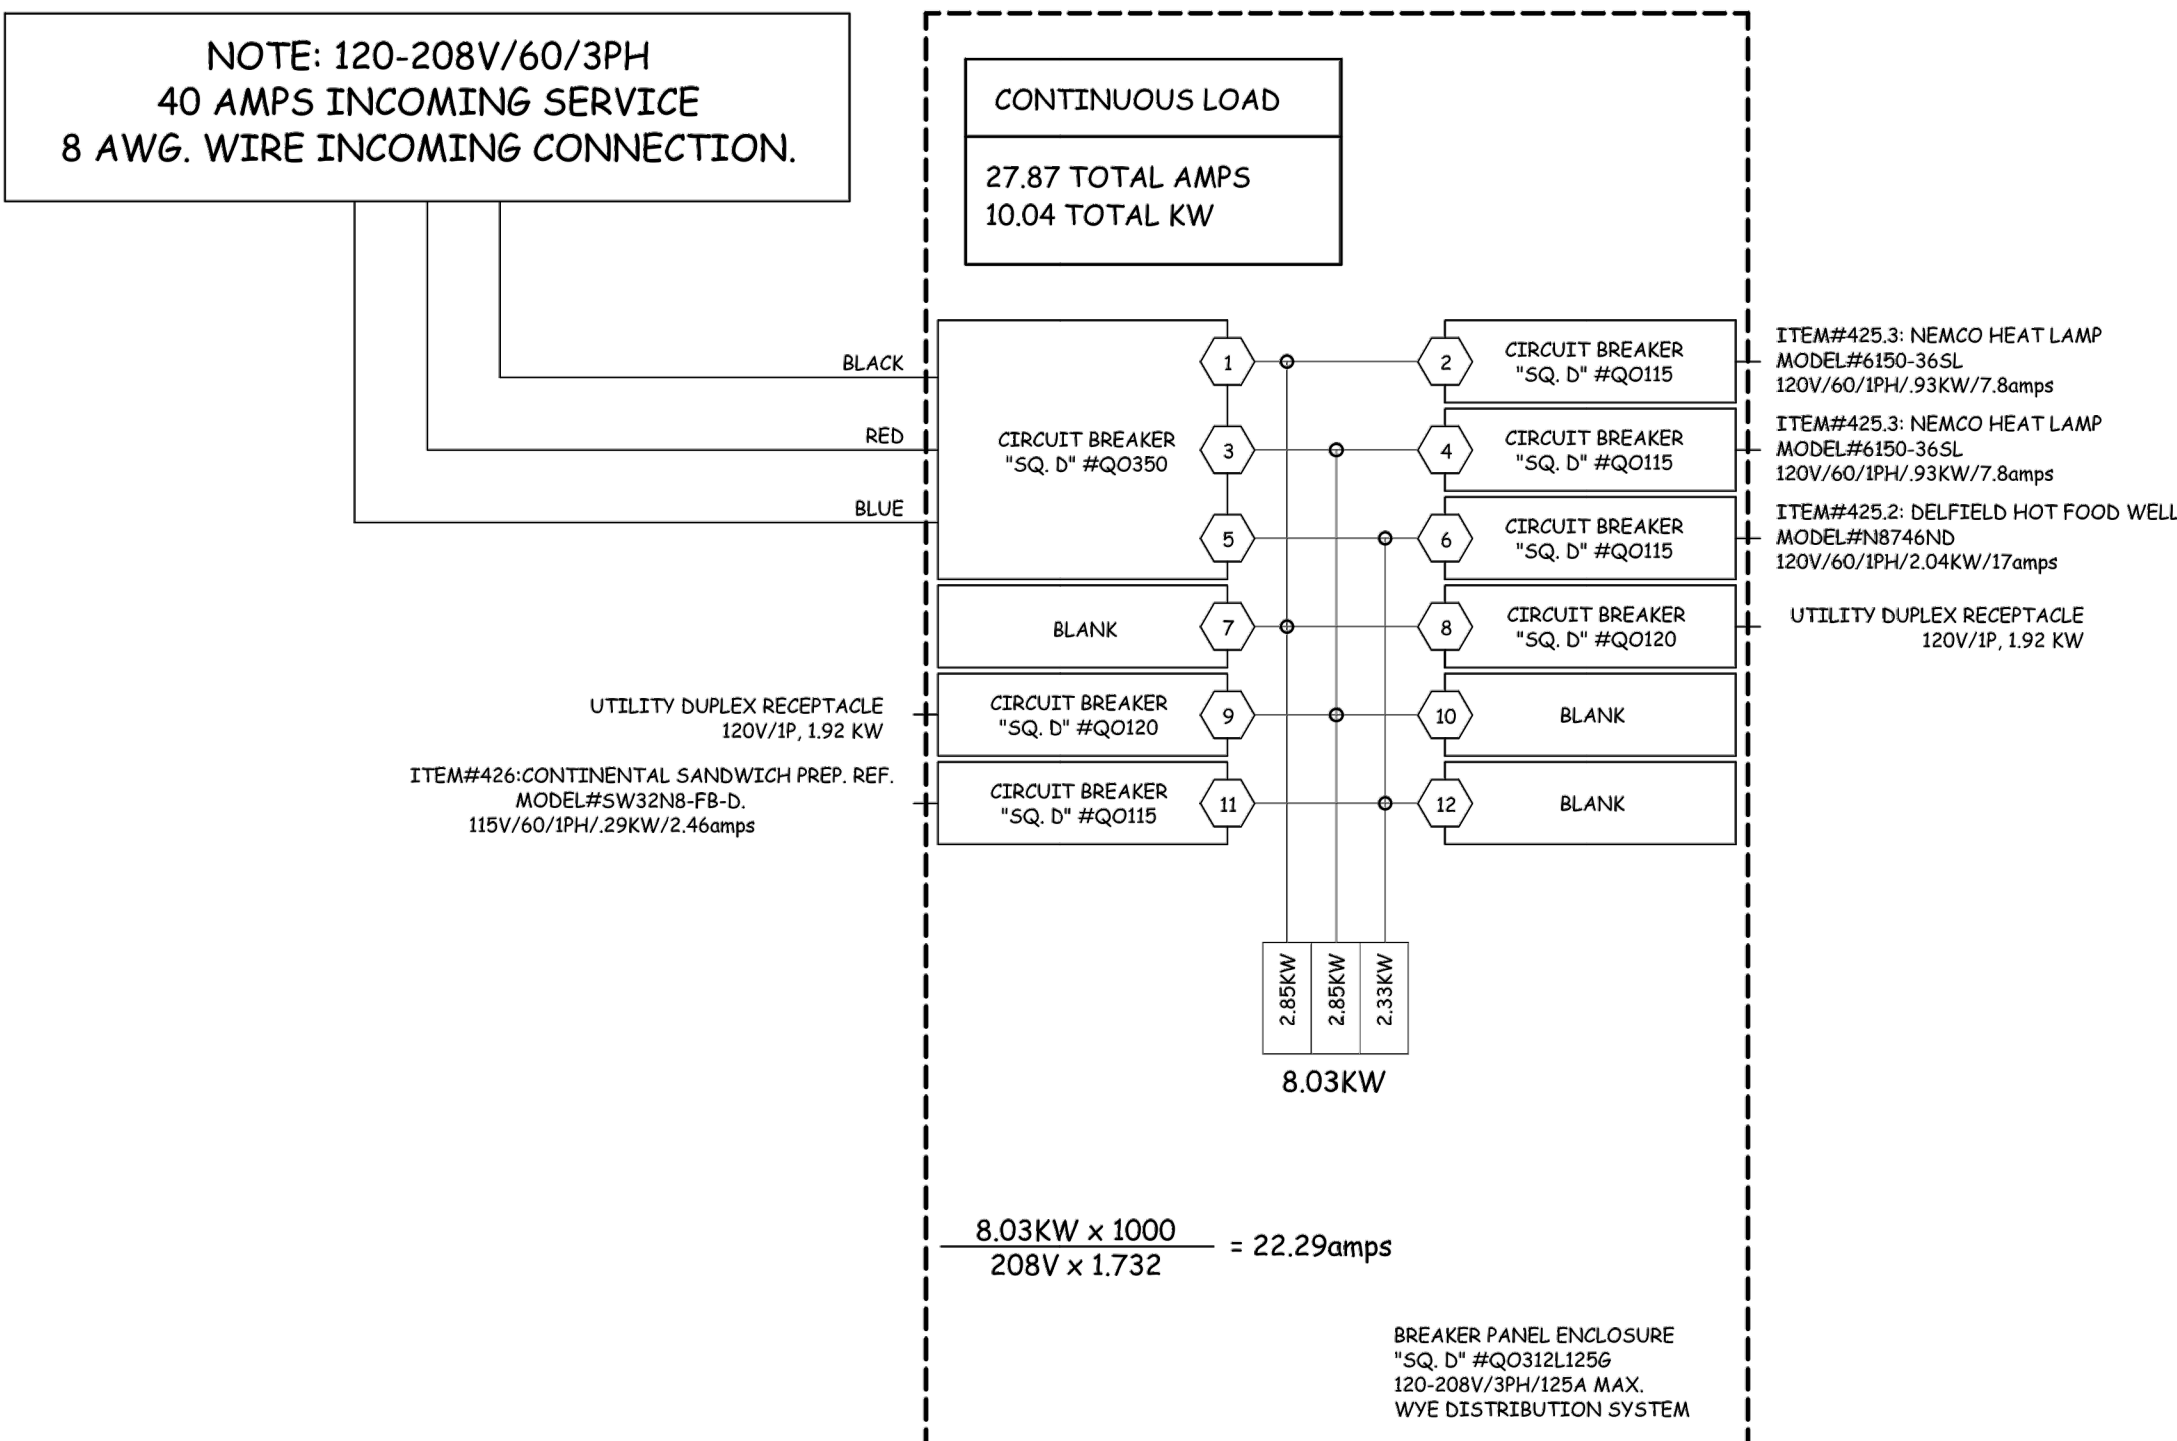 NOTE: 120-208V/60/3PH
40 AMPS INCOMING SERVICE
8 AWG. WIRE INCOMING CONNECTION.
CONTINUOUS LOAD
27.87 TOTAL AMPS
10.04 TOTAL KW
BLACK
RED
BLUE
CIRCUIT BREAKER
"SQ. D" #QO350
1
3
5
BLANK
7
UTILITY DUPLEX RECEPTACLE
120V/1P, 1.92 KW
CIRCUIT BREAKER
"SQ. D" #QO120
9
ITEM#426:CONTINENTAL SANDWICH PREP. REF.
MODEL#SW32N8-FB-D.
115V/60/1PH/.29KW/2.46amps
CIRCUIT BREAKER
"SQ. D" #QO115
11
2
CIRCUIT BREAKER
"SQ. D" #QO115
ITEM#425.3: NEMCO HEAT LAMP
MODEL#6150-36SL
120V/60/1PH/.93KW/7.8amps
4
CIRCUIT BREAKER
"SQ. D" #QO115
ITEM#425.3: NEMCO HEAT LAMP
MODEL#6150-36SL
120V/60/1PH/.93KW/7.8amps
6
CIRCUIT BREAKER
"SQ. D" #QO115
ITEM#425.2: DELFIELD HOT FOOD WELL
MODEL#N8746ND
120V/60/1PH/2.04KW/17amps
8
CIRCUIT BREAKER
"SQ. D" #QO120
UTILITY DUPLEX RECEPTACLE
120V/1P, 1.92 KW
10
BLANK
12
BLANK
2.85KW
2.85KW
2.33KW
8.03KW
8.03KW x 1000
208V x 1.732
= 22.29amps
BREAKER PANEL ENCLOSURE
"SQ. D" #QO312L125G
120-208V/3PH/125A MAX.
WYE DISTRIBUTION SYSTEM